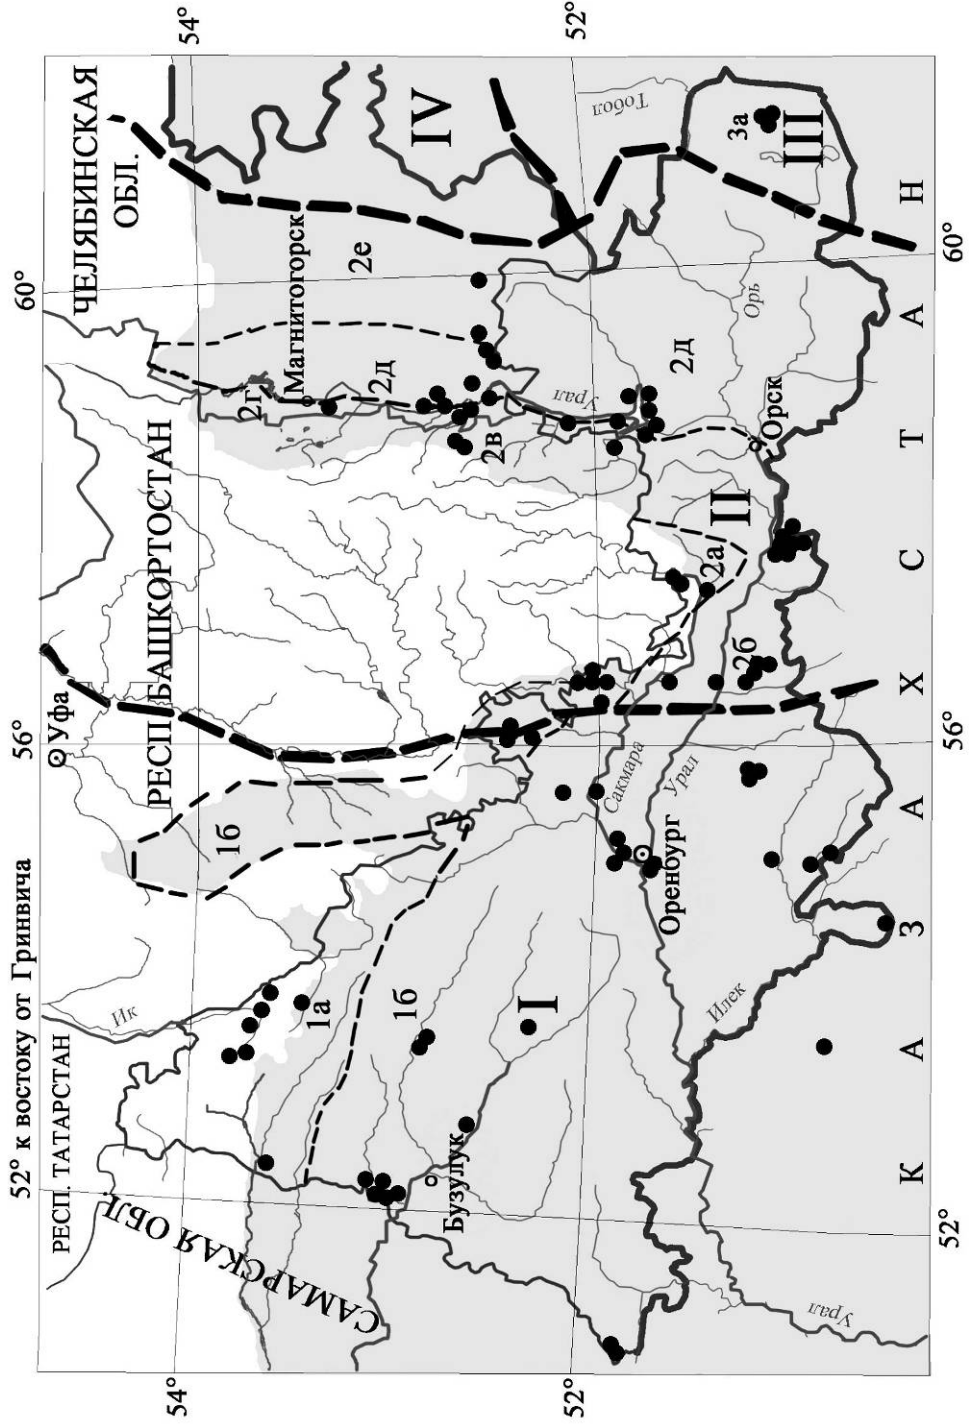 52° к востоку от Гринвича
56°
60°
54°
54°
52°
52°
52°
56°
60°
РЕСП. ТАТАРСТАН
САМАРСКАЯ ОБЛ.
РЕСП.БАШКОРТОСТАН
ЧЕЛЯБИНСКАЯ
ОБЛ.
Уфа
Ик
1а
1б
1б
I
Бузулук
Оренбург
Сакмара
Урал
Илек
Урал
Магнитогорск
2г
2д
2е
2в
Урал
2д
Орь
Орск
II
2а
2б
IV
Тобол
3а
III
К А З А Х С Т А Н